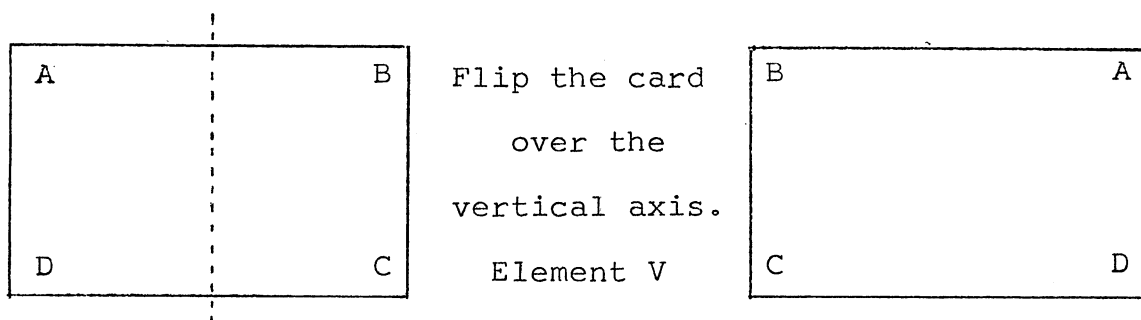 A B
D C
Flip the card
over the
vertical axis.
Element V
B A
C D